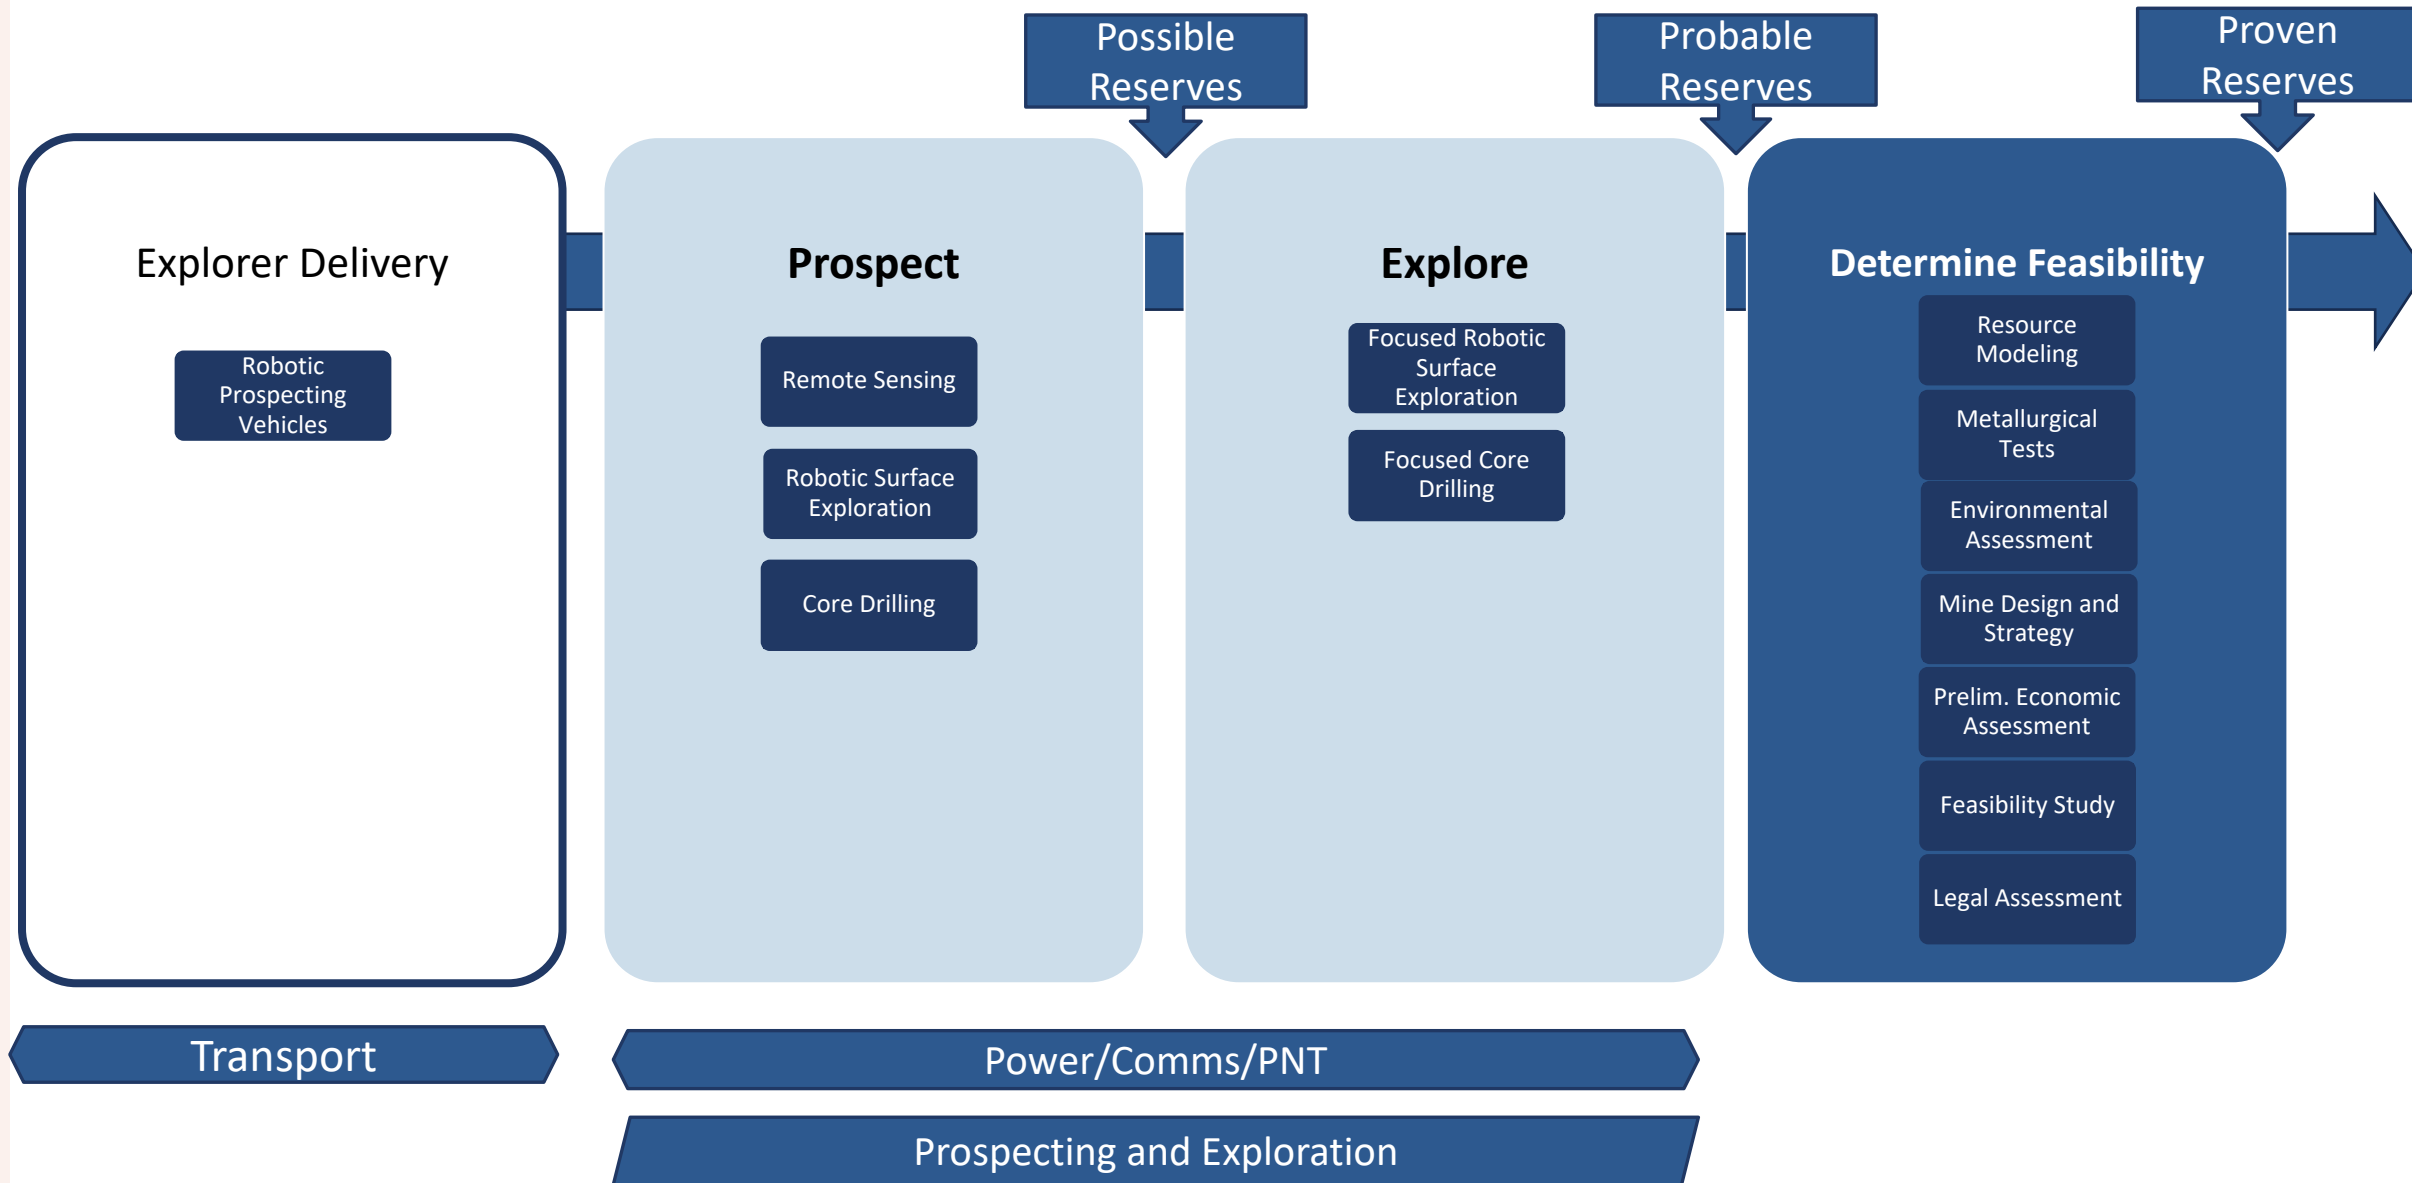 Possible
Reserves
Probable
Reserves
Proven
Reserves
Explorer Delivery
Robotic
Prospecting
Vehicles
Prospect
Remote Sensing
Robotic Surface
Exploration
Core Drilling
Explore
Focused Robotic
Surface
Exploration
Focused Core
Drilling
Determine Feasibility
Resource
Modeling
Metallurgical
Tests
Environmental
Assessment
Mine Design and
Strategy
Prelim. Economic
Assessment
Feasibility Study
Legal Assessment
Transport
Power/Comms/PNT
Prospecting and Exploration